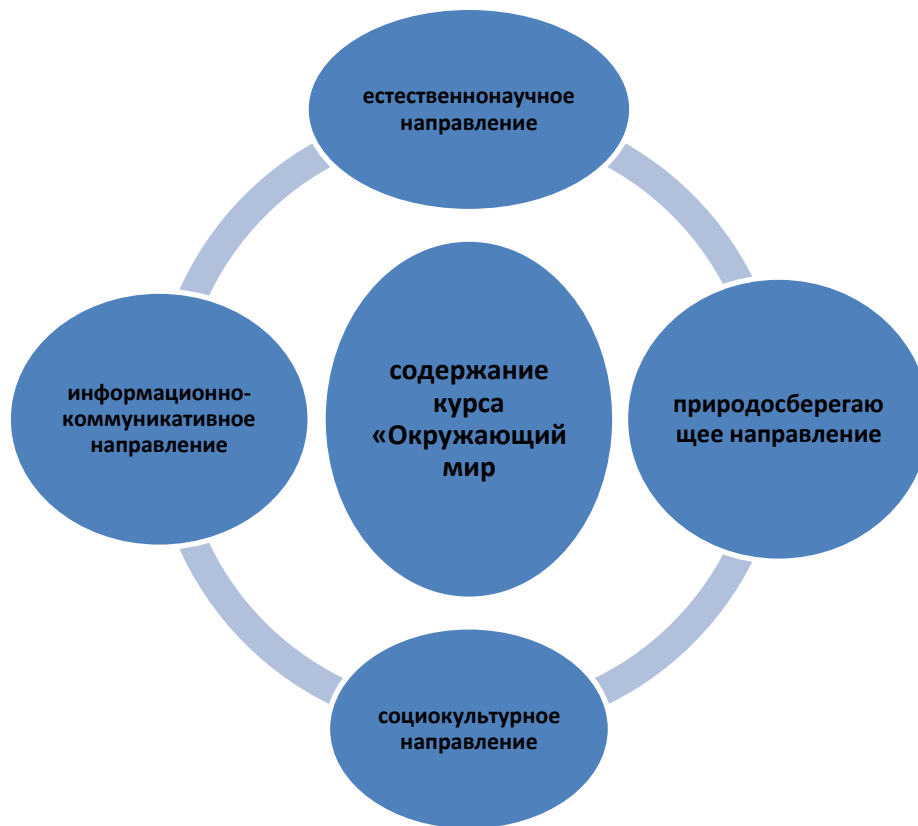 естественнонаучное
направление
содержание
курса
«Окружающий
мир
информационно-
коммуникативное
направление
природосберегаю
щее направление
социокультурное
направление